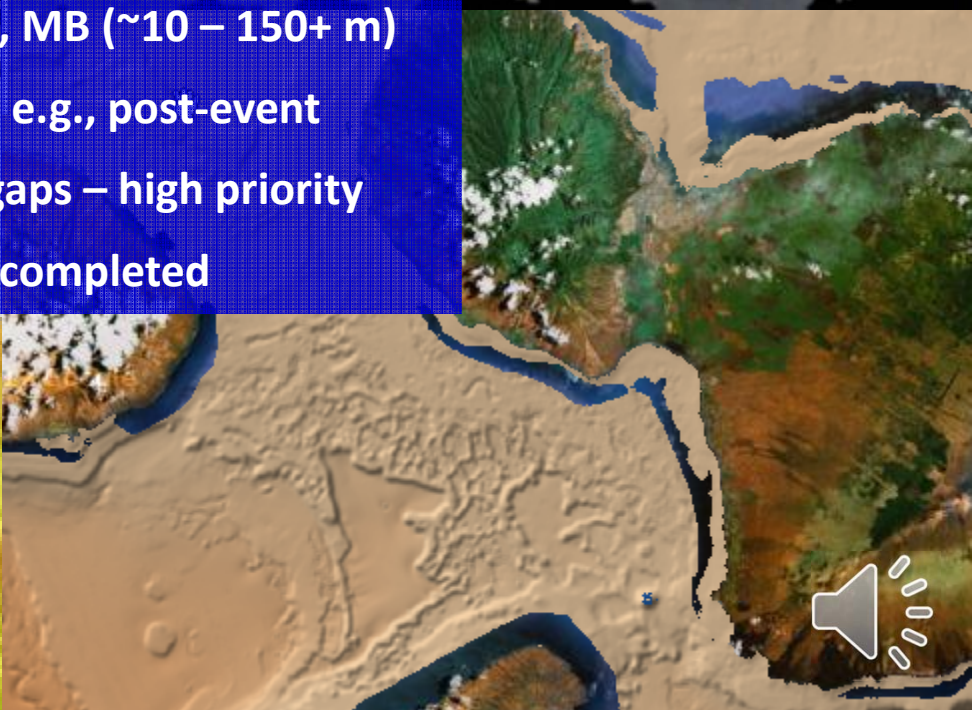 , MB (~10 – 150+ m)
e.g., post-event
gaps – high priority
completed